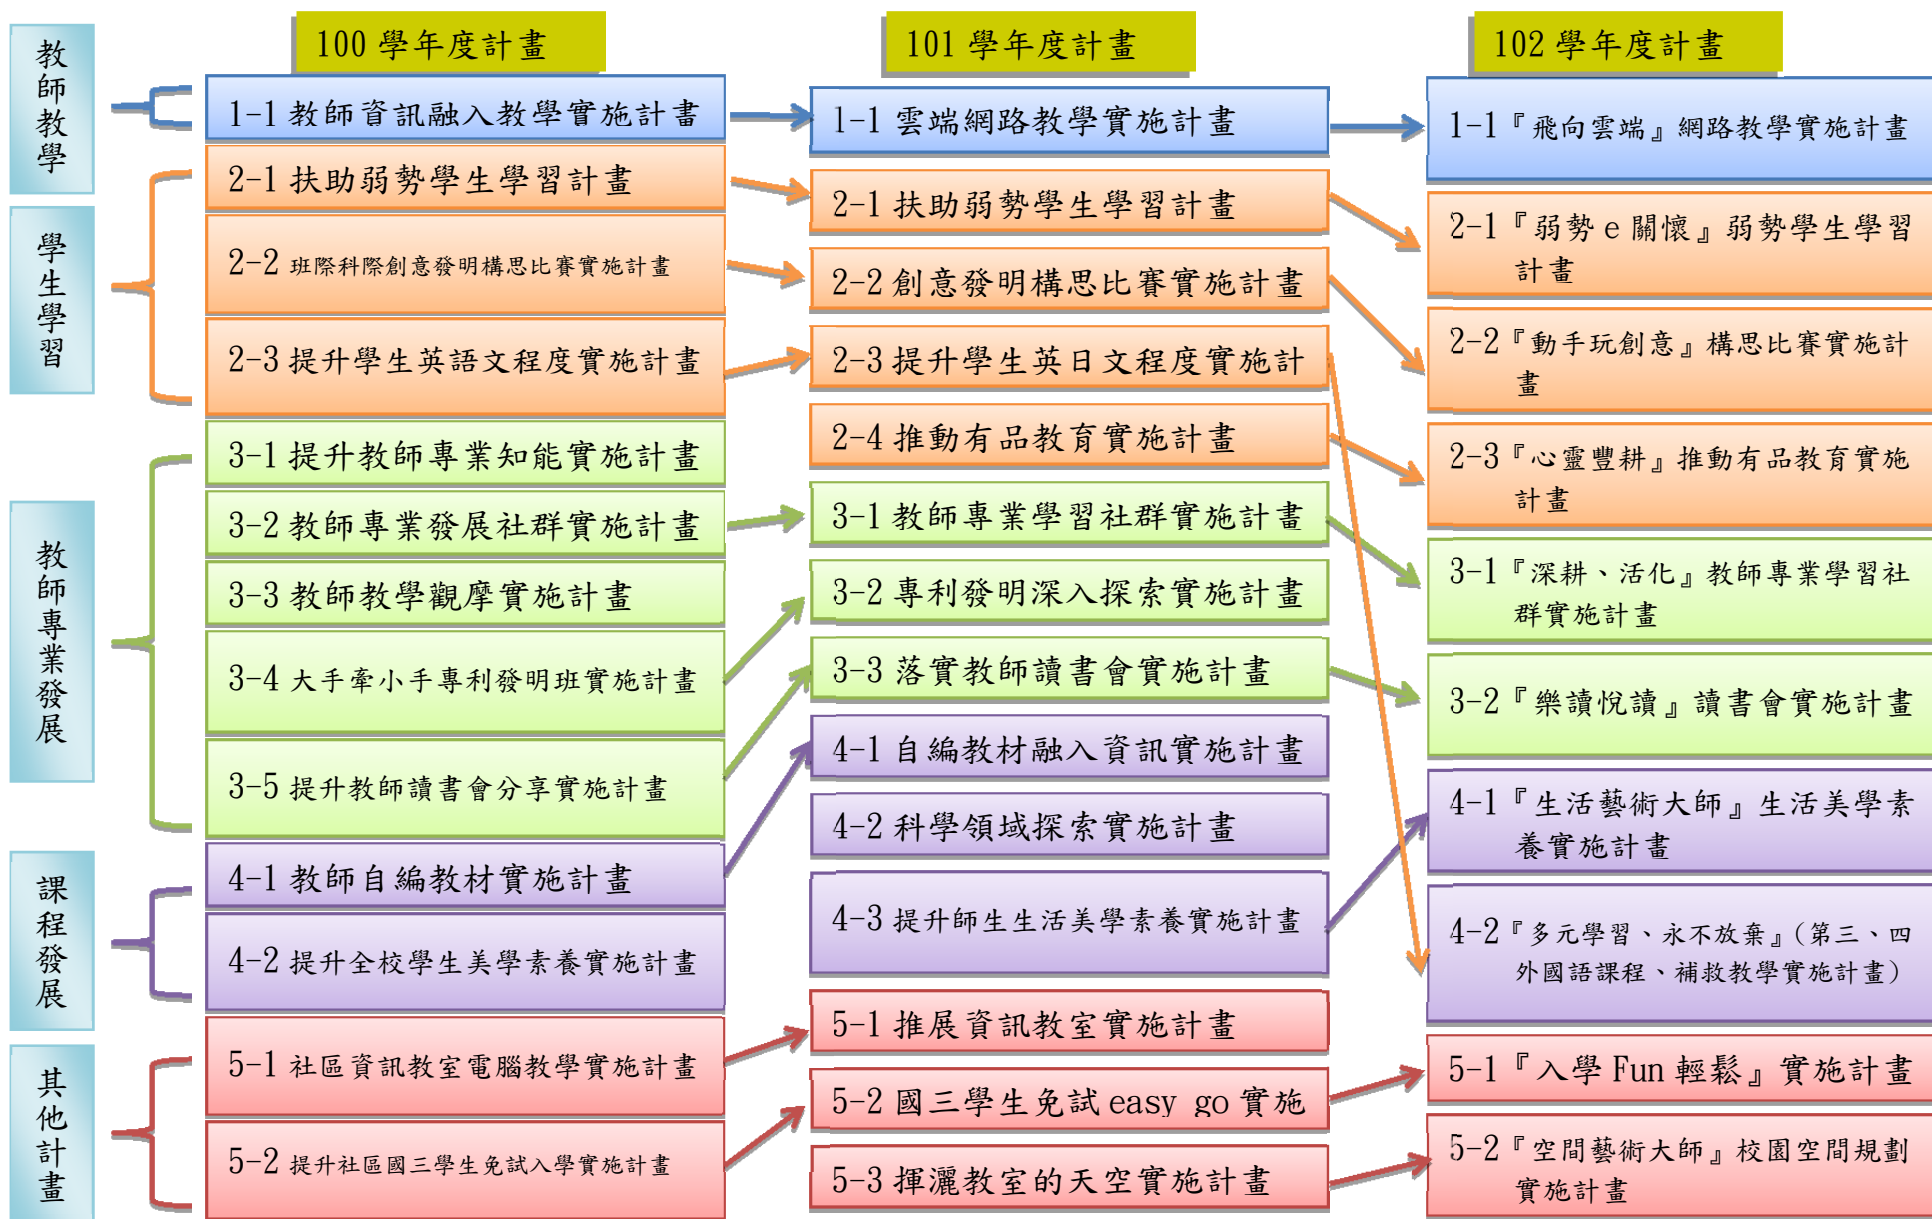 教師教學
學生學習
教師專業發展
課程發展
其他計畫
100 學年度計畫
1-1 教師資訊融入教學實施計畫
2-1 扶助弱勢學生學習計畫
2-2 班際科際創意發明構思比賽實施計畫
2-3 提升學生英語文程度實施計畫
3-1 提升教師專業知能實施計畫
3-2 教師專業發展社群實施計畫
3-3 教師教學觀摩實施計畫
3-4 大手牽小手專利發明班實施計畫
3-5 提升教師讀書會分享實施計畫
4-1 教師自編教材實施計畫
4-2 提升全校學生美學素養實施計畫
5-1 社區資訊教室電腦教學實施計畫
5-2 提升社區國三學生免試入學實施計畫
101 學年度計畫
1-1 雲端網路教學實施計畫
2-1 扶助弱勢學生學習計畫
2-2 創意發明構思比賽實施計畫
2-3 提升學生英日文程度實施計
2-4 推動有品教育實施計畫
3-1 教師專業學習社群實施計畫
3-2 專利發明深入探索實施計畫
3-3 落實教師讀書會實施計畫
4-1 自編教材融入資訊實施計畫
4-2 科學領域探索實施計畫
4-3 提升師生生活美學素養實施計畫
5-1 推展資訊教室實施計畫
5-2 國三學生免試 easy go 實施
5-3 揮灑教室的天空實施計畫
102 學年度計畫
1-1『飛向雲端』網路教學實施計畫
2-1『弱勢 e 關懷』弱勢學生學習
計畫
2-2『動手玩創意』構思比賽實施計
畫
2-3『心靈豐耕』推動有品教育實施
計畫
3-1『深耕、活化』教師專業學習社
群實施計畫
3-2『樂讀悅讀』讀書會實施計畫
4-1『生活藝術大師』生活美學素
養實施計畫
4-2『多元學習、永不放棄』(第三、四
外國語課程、補救教學實施計畫)
5-1『入學 Fun 輕鬆』實施計畫
5-2『空間藝術大師』校園空間規劃
實施計畫